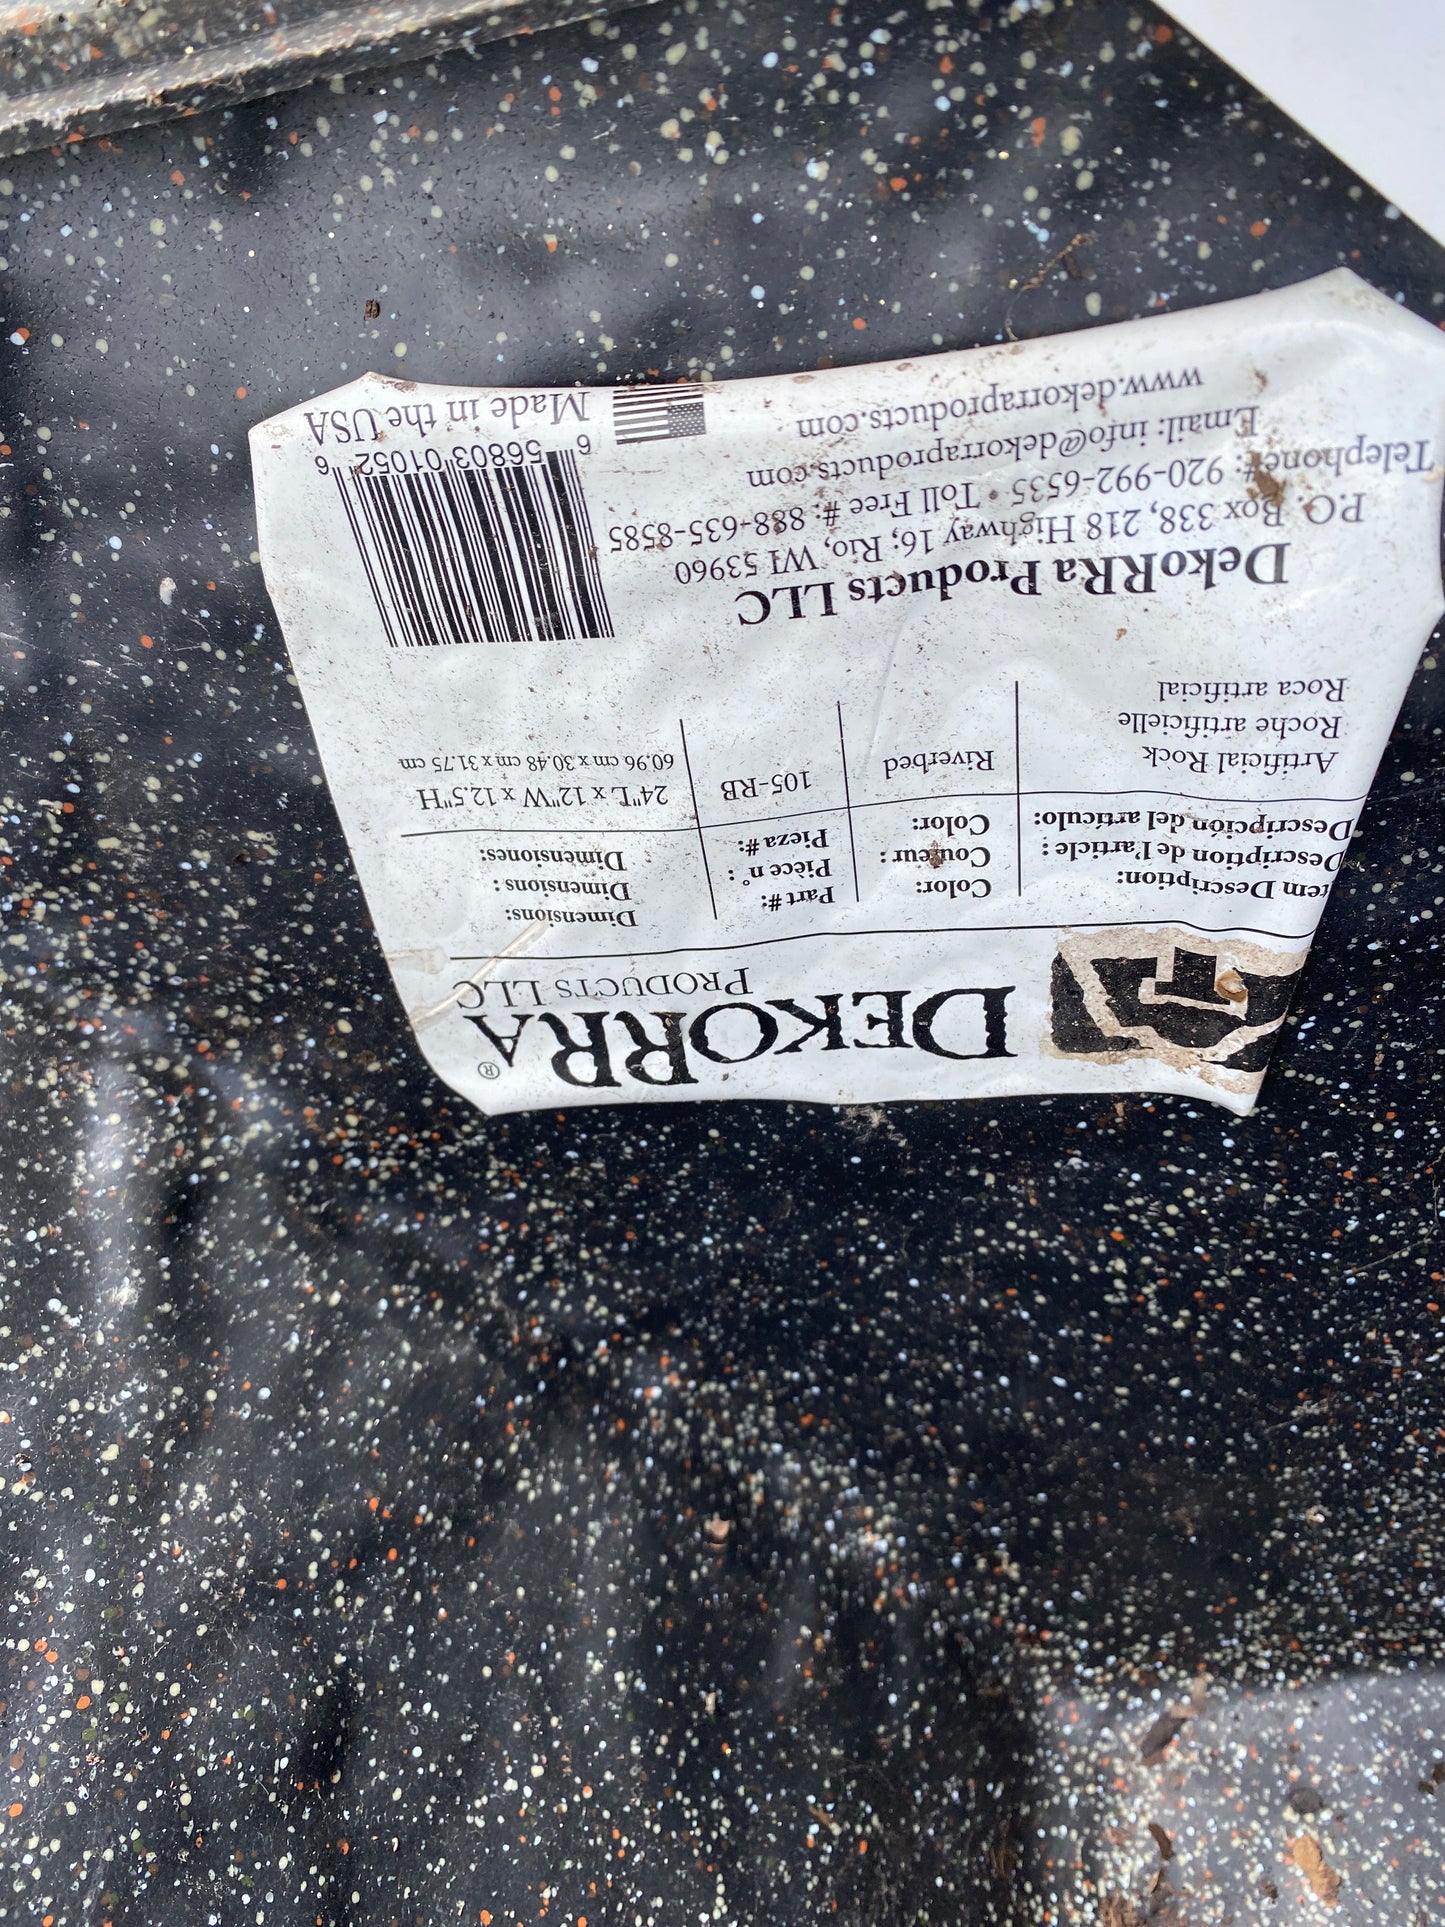 DEKORRA®
PRODUCTS LLC
tem Description:
Description de l'article :
Descripción del artículo:
Color:
Couleur :
Color:
Part #:
Pièce n° :
Pieza #:
Dimensions:
Dimensions :
Dimensiones:
Artificial Rock
Roche artificielle
Roca artificial
Riverbed
105-RB
24"L x 12"W x 12.5"H
60.96 cm x 30.48 cm x 31.75 cm
DekoRRa Products LLC
P.O. Box 338, 218 Highway 16; Rio, WI 53960
Telephone#: 920-992-6535 • Toll Free #: 888-635-8585
Email: info@dekorraproducts.com
www.dekorraproducts.com
6 56803 01052 6
Made in the USA